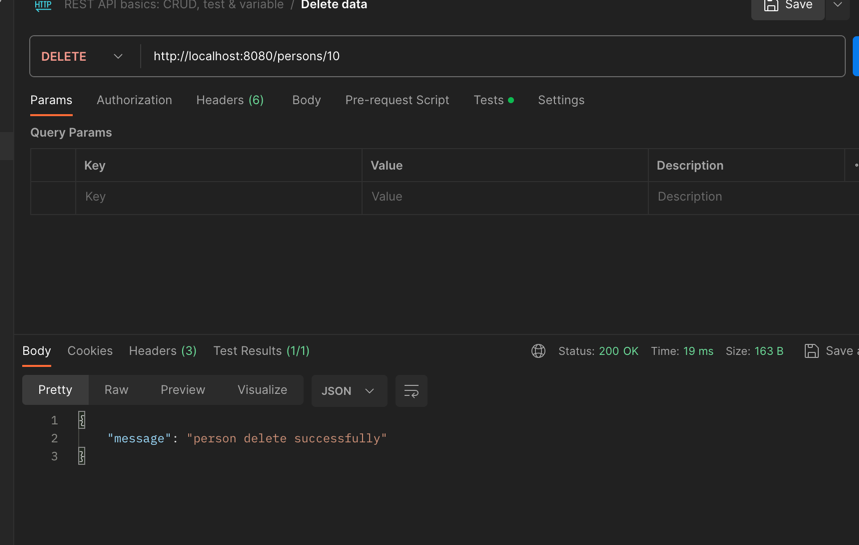 HTTP REST API basics: CRUD, test & variable / Delete data Save
DELETE http://localhost:8080/persons/10
Params Authorization Headers (6) Body Pre-request Script Tests Settings
Query Params
Key Value Description
Key Value Description
Body Cookies Headers (3) Test Results (1/1) Status: 200 OK Time: 19 ms Size: 163 B Save
Pretty Raw Preview Visualize JSON
1 {
2 "message": "person delete successfully"
3 }